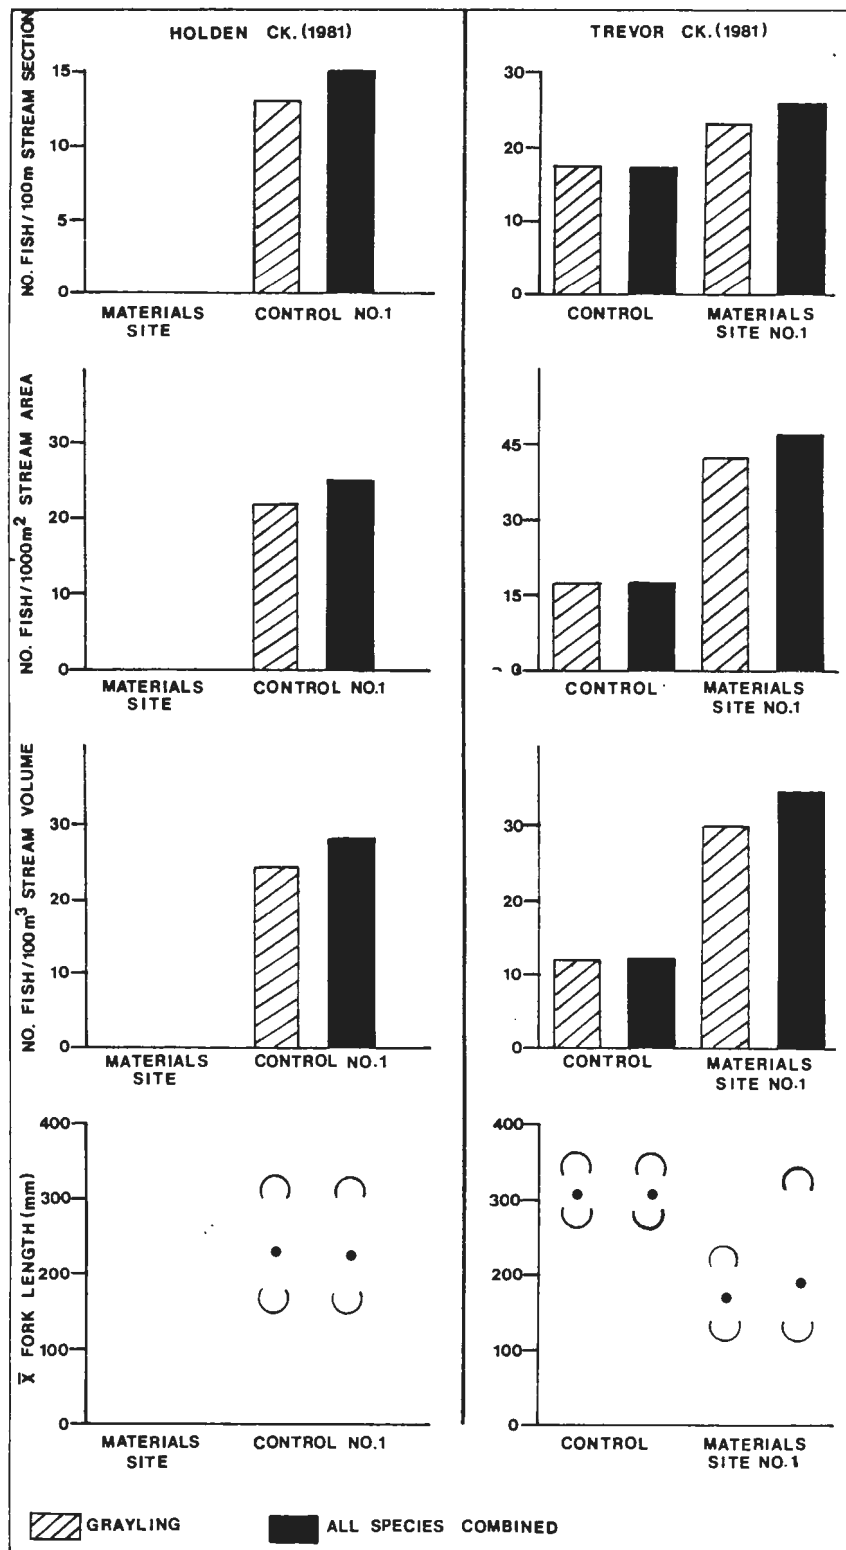 HOLDEN CK. (1981)
NO. FISH/100m STREAM SECTION
15
10
5
0
MATERIALS
SITE
CONTROL NO.1
TREVOR CK. (1981)
30
20
10
0
CONTROL
MATERIALS
SITE NO.1
NO. FISH/1000m² STREAM AREA
30
20
10
0
MATERIALS
SITE
CONTROL NO.1
45
30
15
0
CONTROL
MATERIALS
SITE NO.1
NO. FISH/100m³ STREAM VOLUME
30
20
10
0
MATERIALS
SITE
CONTROL NO.1
30
20
10
0
CONTROL
MATERIALS
SITE NO.1
X̅ FORK LENGTH (mm)
400
300
200
100
0
MATERIALS
SITE
CONTROL NO.1
400
300
200
100
0
CONTROL
MATERIALS
SITE NO.1
GRAYLING
ALL SPECIES COMBINED